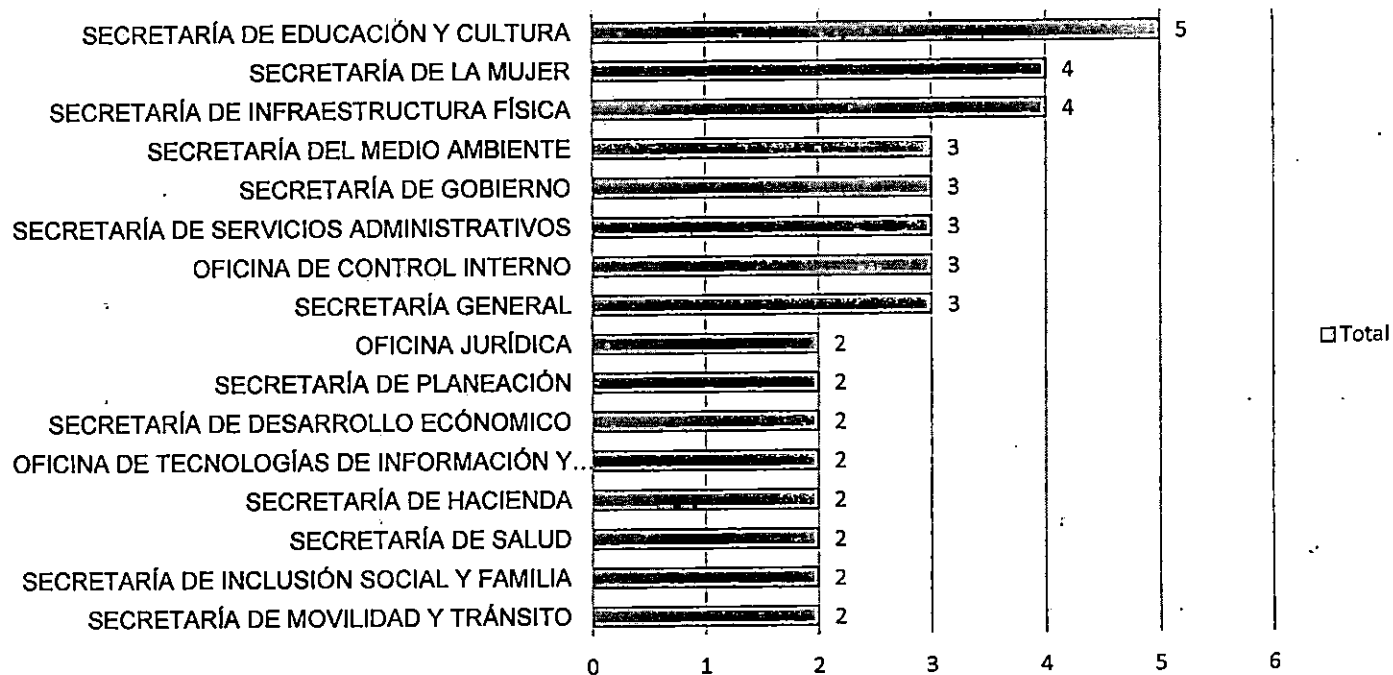 SECRETARÍA DE EDUCACIÓN Y CULTURA 5
SECRETARÍA DE LA MUJER 4
SECRETARÍA DE INFRAESTRUCTURA FÍSICA 4
SECRETARÍA DEL MEDIO AMBIENTE 3
SECRETARÍA DE GOBIERNO 3
SECRETARÍA DE SERVICIOS ADMINISTRATIVOS 3
OFICINA DE CONTROL INTERNO 3
SECRETARÍA GENERAL 3
OFICINA JURÍDICA 2
Total
SECRETARÍA DE PLANEACIÓN 2
SECRETARÍA DE DESARROLLO ECÓNOMICO 2
OFICINA DE TECNOLOGÍAS DE INFORMACIÓN Y... 2
SECRETARÍA DE HACIENDA 2
SECRETARÍA DE SALUD 2
SECRETARÍA DE INCLUSIÓN SOCIAL Y FAMILIA 2
SECRETARÍA DE MOVILIDAD Y TRÁNSITO 2
0 1 2 3 4 5 6